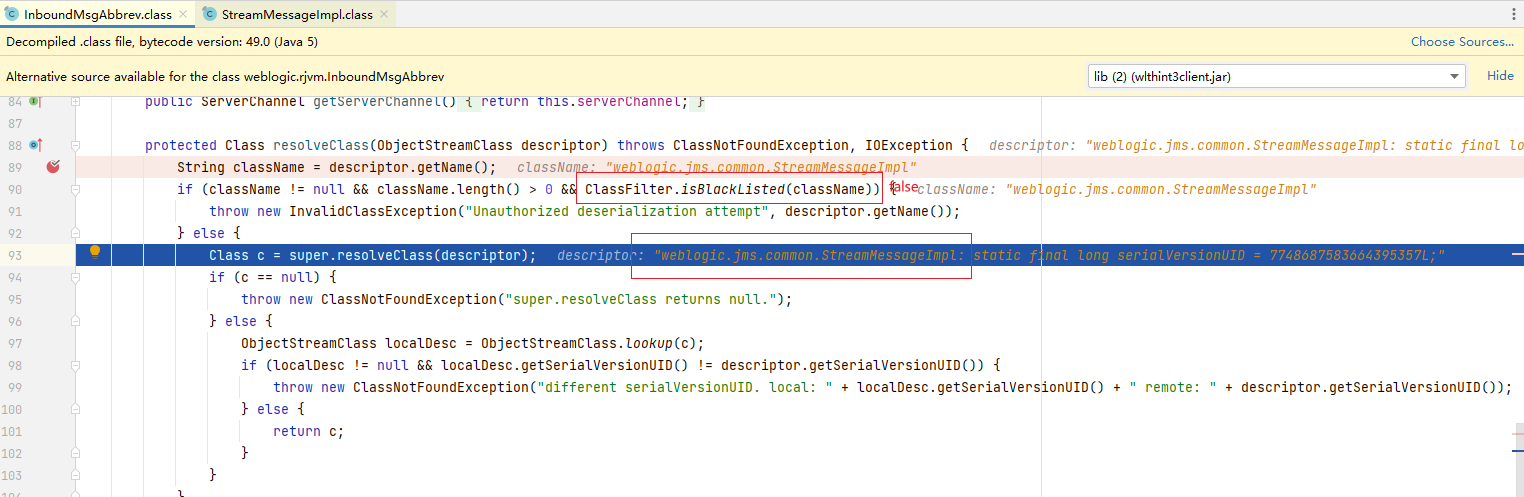 InboundMsgAbbrev.class StreamMessageImpl.class
Decompiled .class file, bytecode version: 49.0 (Java 5) Choose Sources...
Alternative source available for the class weblogic.rjvm.InboundMsgAbbrev lib (2) (wlthint3client.jar) Hide
84 public ServerChannel getServerChannel() { return this.serverChannel; }
87
88 protected Class resolveClass(ObjectStreamClass descriptor) throws ClassNotFoundException, IOException { descriptor: "weblogic.jms.common.StreamMessageImpl: static final lo
89 String className = descriptor.getName(); className: "weblogic.jms.common.StreamMessageImpl"
90 if (className != null && className.length() > 0 && ClassFilter.isBlackListed(className)) { false className: "weblogic.jms.common.StreamMessageImpl"
91 throw new InvalidClassException("Unauthorized deserialization attempt", descriptor.getName());
92 } else {
93 Class c = super.resolveClass(descriptor); descriptor: "weblogic.jms.common.StreamMessageImpl: static final long serialVersionUID = 7748687583664395357L;"
94 if (c == null) {
95 throw new ClassNotFoundException("super.resolveClass returns null.");
96 } else {
97 ObjectStreamClass localDesc = ObjectStreamClass.lookup(c);
98 if (localDesc != null && localDesc.getSerialVersionUID() != descriptor.getSerialVersionUID()) {
99 throw new ClassNotFoundException("different serialVersionUID. local: " + localDesc.getSerialVersionUID() + " remote: " + descriptor.getSerialVersionUID());
100 } else {
101 return c;
102 }
103 }
104 }